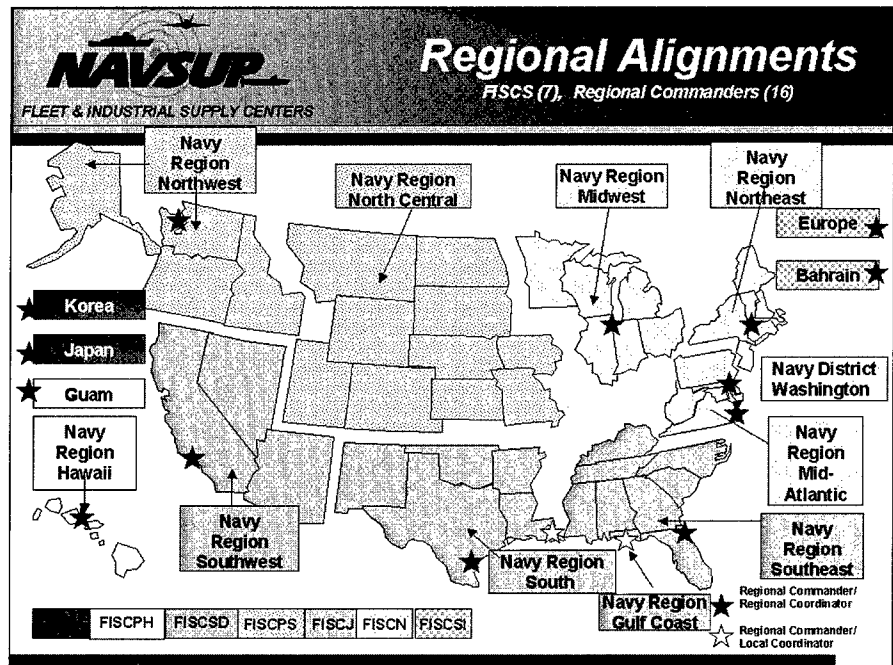 NAVSUP
FLEET & INDUSTRIAL SUPPLY CENTERS
Regional Alignments
FISCS (7), Regional Commanders (16)
Navy
Region
Northwest
Navy Region
North Central
Navy Region
Midwest
Navy
Region
Northeast
Europe
Bahrain
Korea
Japan
Guam
Navy District
Washington
Navy
Region
Hawaii
Navy
Region
Mid-
Atlantic
Navy
Region
Southwest
Navy Region
South
Navy
Region
Southeast
Navy Region
Gulf Coast
Regional Commander/
Regional Coordinator
Regional Commander/
Local Coordinator
FISCPH
FISCSD
FISCPS
FISCJ
FISCN
FISCSI